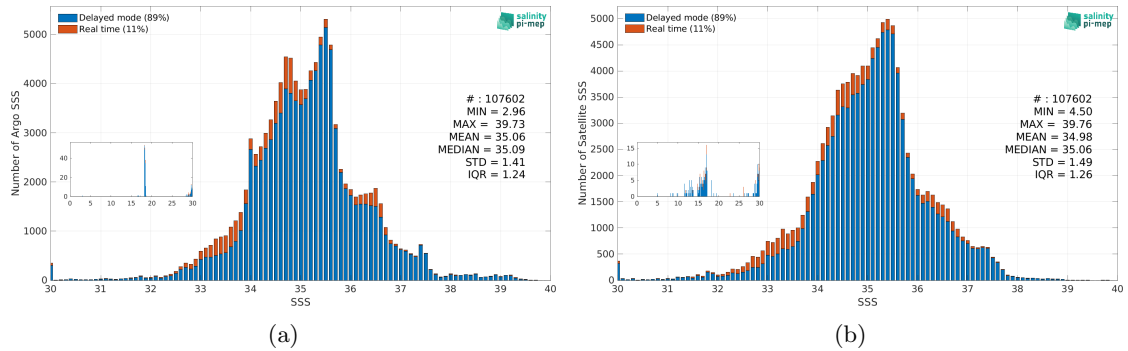 Delayed mode (89%)
Real time (11%)
salinity
pi-mep
Number of Argo SSS
5000
4000
3000
2000
1000
0
# : 107602
MIN = 2.96
MAX = 39.73
MEAN = 35.06
MEDIAN = 35.09
STD = 1.41
IQR = 1.24
40
20
0
0 5 10 15 20 25 30
30 31 32 33 34 35 36 37 38 39 40
SSS
(a)
Delayed mode (89%)
Real time (11%)
salinity
pi-mep
Number of Satellite SSS
5000
4500
4000
3500
3000
2500
2000
1500
1000
500
0
# : 107602
MIN = 4.50
MAX = 39.76
MEAN = 34.98
MEDIAN = 35.06
STD = 1.49
IQR = 1.26
15
10
5
0
0 5 10 15 20 25 30
30 31 32 33 34 35 36 37 38 39 40
SSS
(b)